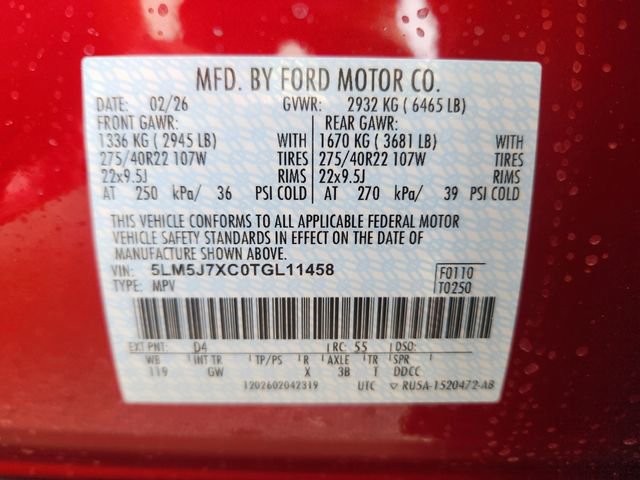 MFD. BY FORD MOTOR CO.
DATE: 02/26 GVWR: 2932 KG ( 6465 LB)
FRONT GAWR: REAR GAWR:
1336 KG ( 2945 LB) WITH 1670 KG ( 3681 LB) WITH
275/40R22 107W TIRES 275/40R22 107W TIRES
22x9.5J RIMS 22x9.5J RIMS
AT 250 kPa/ 36 PSI COLD AT 270 kPa/ 39 PSI COLD
THIS VEHICLE CONFORMS TO ALL APPLICABLE FEDERAL MOTOR
VEHICLE SAFETY STANDARDS IN EFFECT ON THE DATE OF
MANUFACTURE SHOWN ABOVE.
VIN: 5LM5J7XC0TGL11458 F0110
TYPE: MPV T0250
EXT PNT: D4 RC: 55 DSO:
WB INT TR TP/PS R AXLE TR SPR
119 GW X 3B T DDCC
1202602042319 UTC ▽ RU5A-1520472-AB